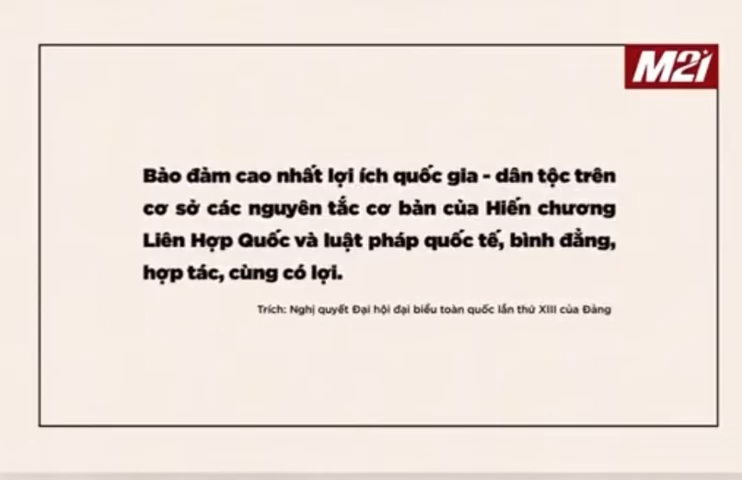 M2i
Bảo đảm cao nhất lợi ích quốc gia - dân tộc trên
cơ sở các nguyên tắc cơ bản của Hiến chương
Liên Hợp Quốc và luật pháp quốc tế, bình đẳng,
hợp tác, cùng có lợi.
Trích: Nghị quyết Đại hội đại biểu toàn quốc lần thứ XIII của Đảng